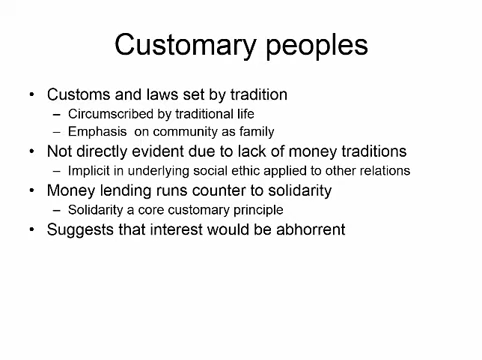 Customary peoples
• Customs and laws set by tradition
– Circumscribed by traditional life
– Emphasis on community as family
• Not directly evident due to lack of money traditions
– Implicit in underlying social ethic applied to other relations
• Money lending runs counter to solidarity
– Solidarity a core customary principle
• Suggests that interest would be abhorrent